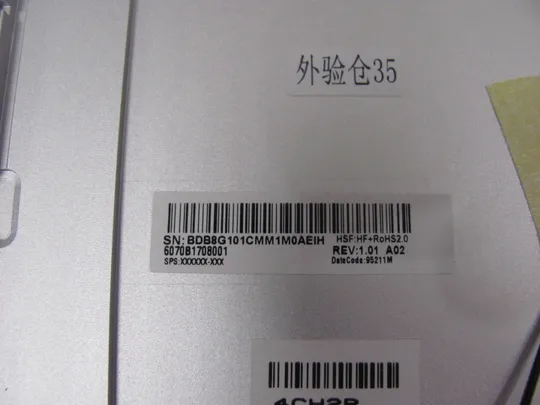 外验仓35
SN: BDB8G101CMM1M0AEIH HSF:HF+RoHS2.0
6070B1708001 REV:1.01 A02
SPS:XXXXXX-XXX DateCode:95211M